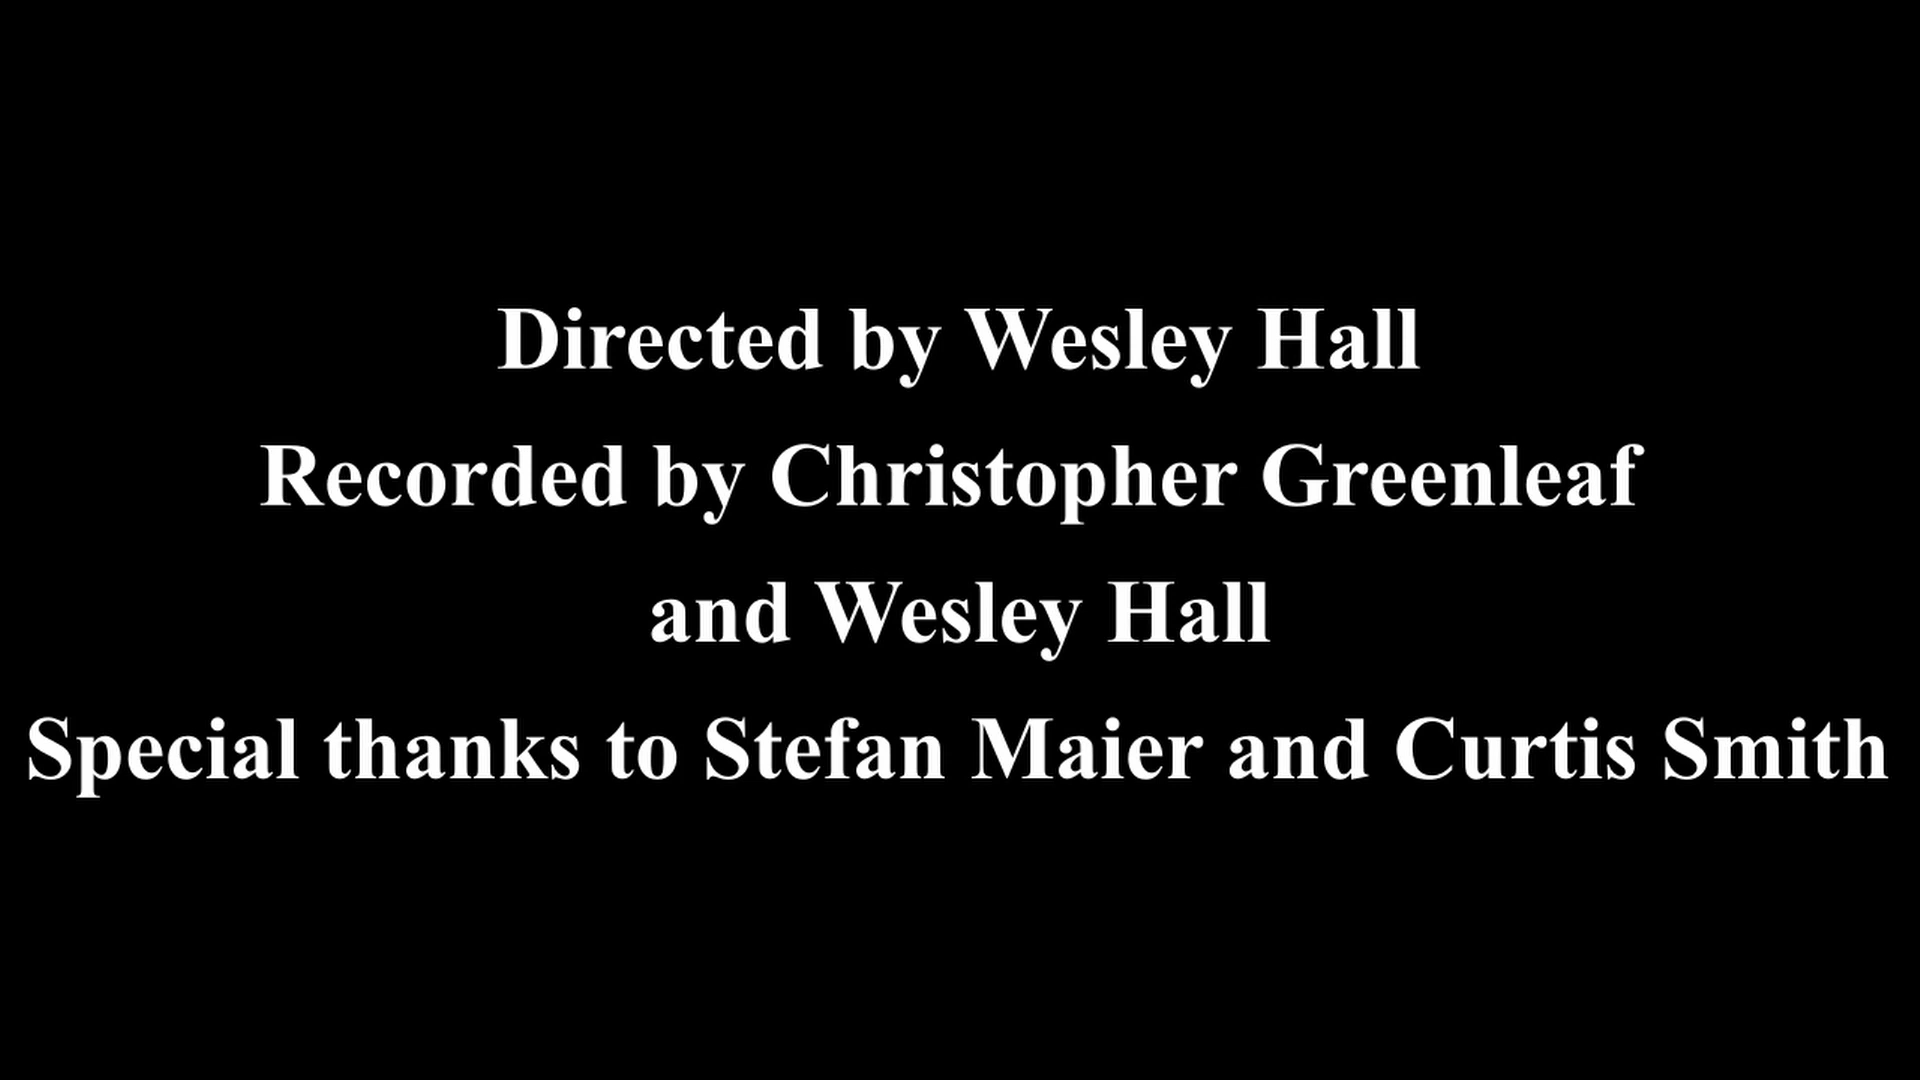 Directed by Wesley Hall
Recorded by Christopher Greenleaf
and Wesley Hall
Special thanks to Stefan Maier and Curtis Smith